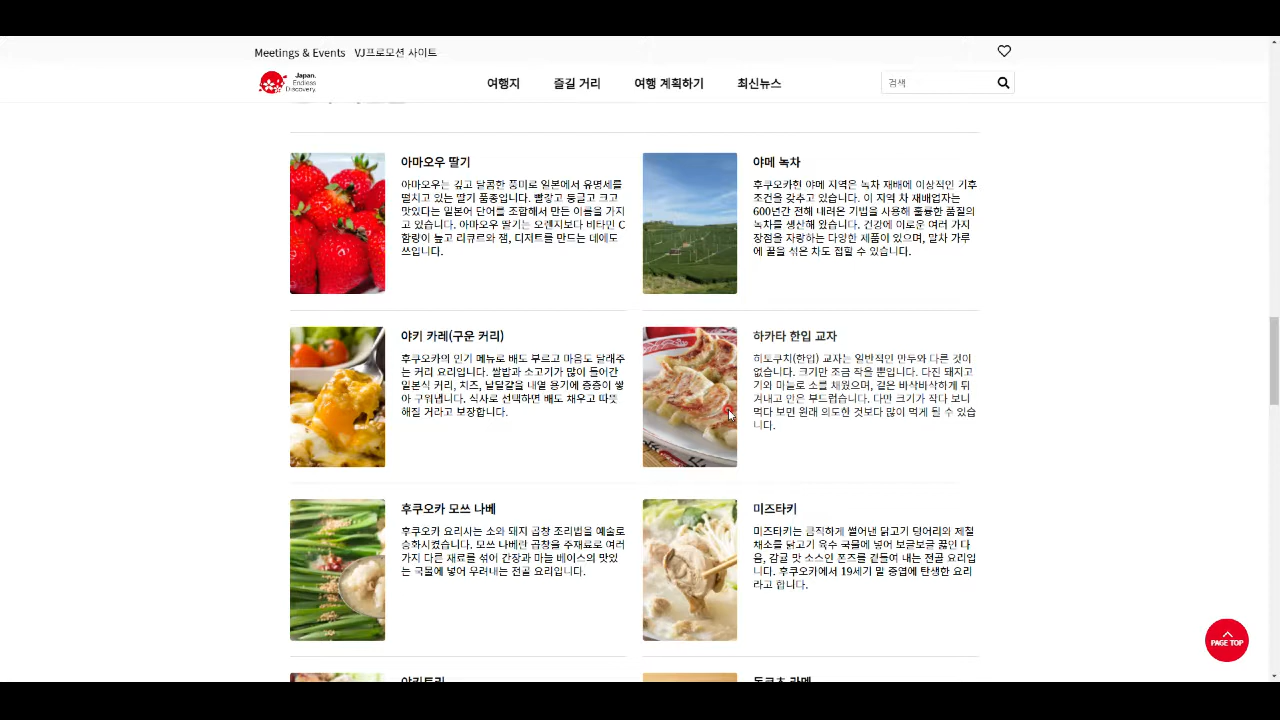 Meetings & Events VJ프로모션 사이트
Japan.
Endless
Discovery.
여행지 즐길 거리 여행 계획하기 최신뉴스
검색
아마오우 딸기
아마오우는 깊고 달콤한 풍미로 일본에서 유명세를
떨치고 있는 딸기 품종입니다. 빨갛고 둥글고 크고
맛있다는 일본어 단어를 조합해서 만든 이름을 가지
고 있습니다. 아마오우 딸기는 오렌지보다 비타민 C
함량이 높고 리큐르와 잼, 디저트를 만드는 데에도
쓰입니다.
야메 녹차
후쿠오카현 야메 지역은 녹차 재배에 이상적인 기후
조건을 갖추고 있습니다. 이 지역 차 재배업자는
600년간 전해 내려온 기법을 사용해 훌륭한 품질의
녹차를 생산해 왔습니다. 건강에 이로운 여러 가지
장점을 자랑하는 다양한 제품이 있으며, 말차 가루
에 꿀을 섞은 차도 접할 수 있습니다.
야키 카레(구운 커리)
후쿠오카의 인기 메뉴로 배도 부르고 마음도 달래주
는 커리 요리입니다. 쌀밥과 소고기가 많이 들어간
일본식 커리, 치즈, 날달걀을 내열 용기에 층층이 쌓
아 구워냅니다. 식사로 선택하면 배도 채우고 따뜻
해질 거라고 보장합니다.
하카타 한입 교자
히토쿠치(한입) 교자는 일반적인 만두와 다른 것이
없습니다. 크기만 조금 작을 뿐입니다. 다진 돼지고
기와 마늘로 소를 채웠으며, 겉은 바삭바삭하게 튀
겨내고 안은 부드럽습니다. 다만 크기가 작다 보니
먹다 보면 원래 의도한 것보다 많이 먹게 될 수 있습
니다.
후쿠오카 모쓰 나베
후쿠오카 요리사는 소와 돼지 곱창 조리법을 예술로
승화시켰습니다. 모쓰 나베란 곱창을 주재료로 여러
가지 다른 재료를 섞어 간장과 마늘 베이스의 맛있
는 국물에 넣어 우려내는 전골 요리입니다.
미즈타키
미즈타키는 큼직하게 썰어낸 닭고기 덩어리와 제철
채소를 닭고기 육수 국물에 넣어 보글보글 끓인 다
음, 감귤 맛 소스인 폰즈를 곁들여 내는 전골 요리입
니다. 후쿠오카에서 19세기 말 즈음에 탄생한 요리
라고 합니다.
PAGE TOP
야키토리
돈코츠 라멘